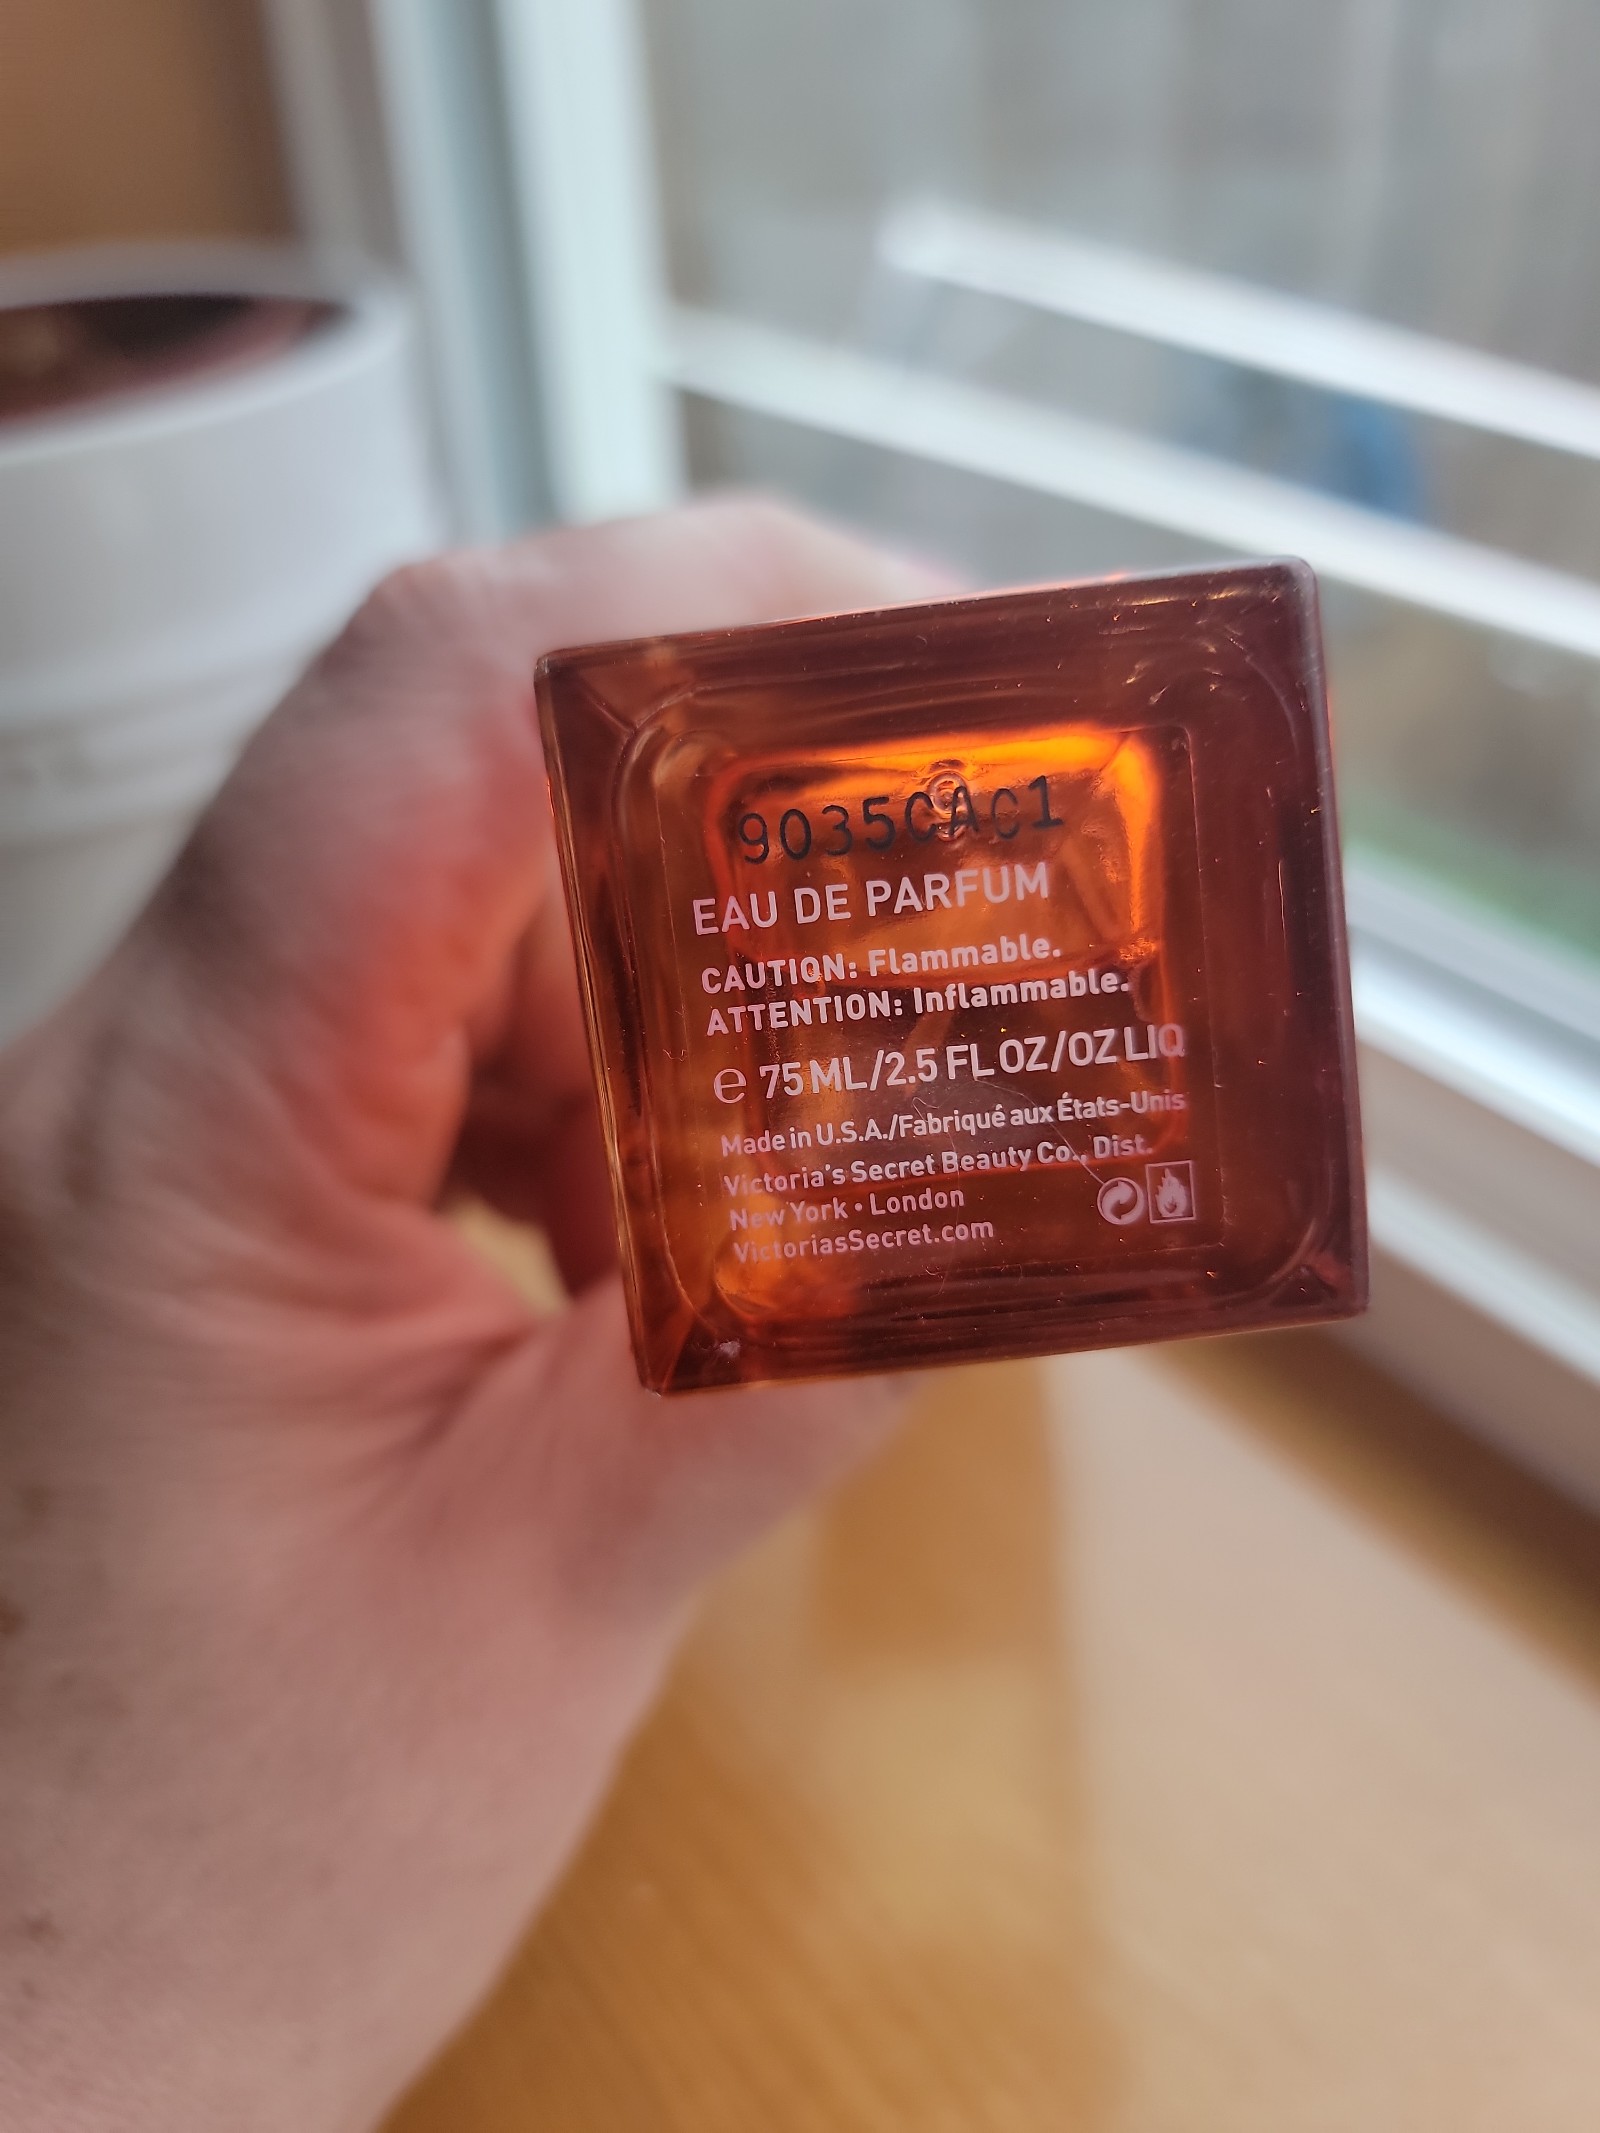 9035CAC1
EAU DE PARFUM
CAUTION: Flammable.
ATTENTION: Inflammable.
e 75 ML/2.5 FL OZ/OZ LIQ
Made in U.S.A./Fabriqué aux États-Unis
Victoria's Secret Beauty Co., Dist.
New York • London
VictoriasSecret.com